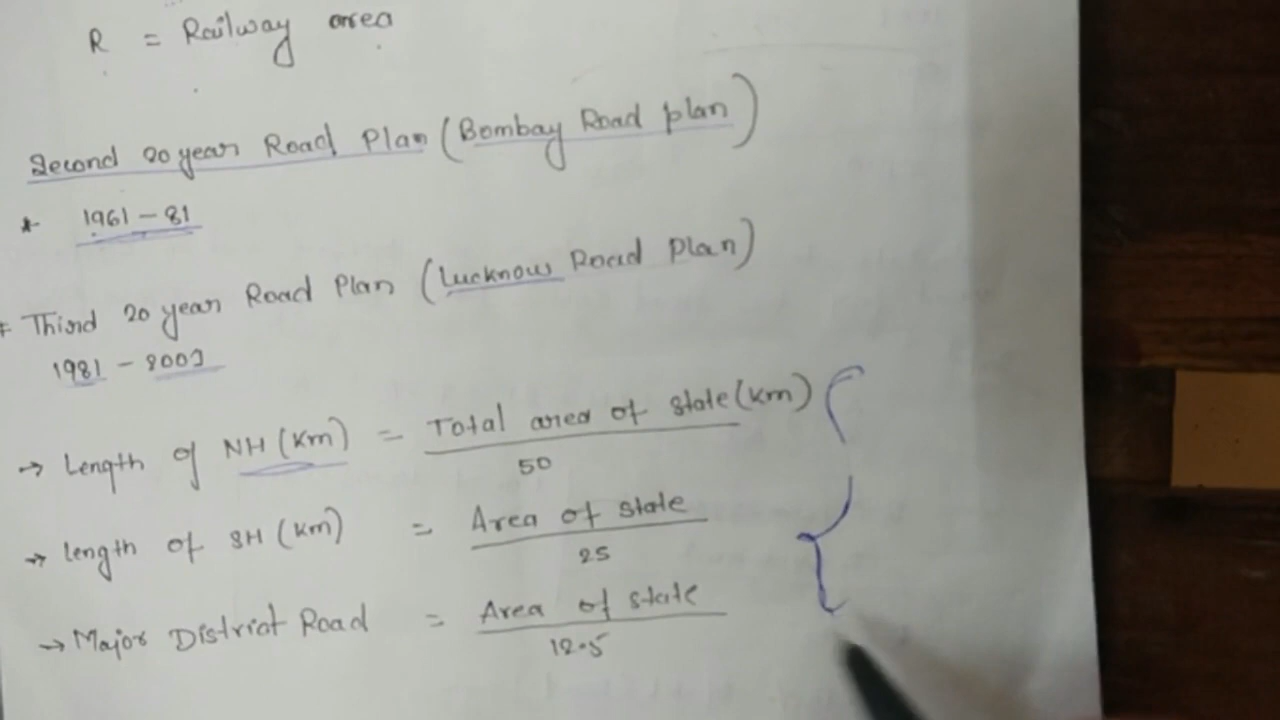 R = Railway area
Second 20 year Road Plan (Bombay Road plan)
* 1961 - 81
* Third 20 year Road Plan (Lucknow Road Plan)
1981 - 2001
→ Length of NH (Km) = Total area of state (Km)
50
→ length of SH (Km) = Area of state
25
→ Major District Road = Area of state
12.5